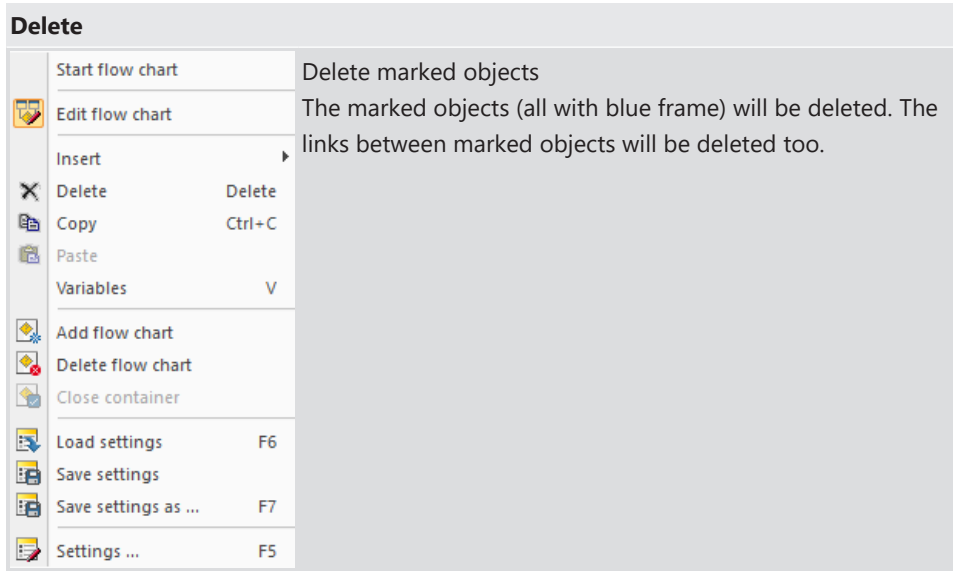 Delete
Start flow chart
Edit flow chart
Insert
Delete Delete
Copy Ctrl+C
Paste
Variables V
Add flow chart
Delete flow chart
Close container
Load settings F6
Save settings
Save settings as ... F7
Settings ... F5
Delete marked objects
The marked objects (all with blue frame) will be deleted. The
links between marked objects will be deleted too.